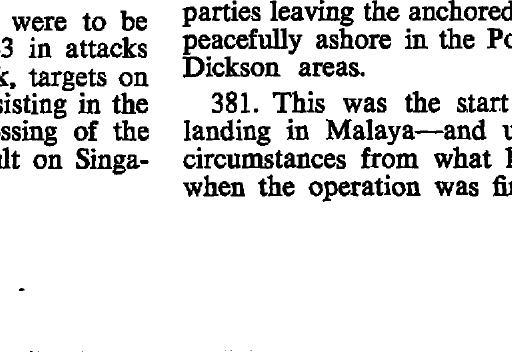 were to be
3 in attacks
targets on
sisting in the
ssing of the
lt on Singa-
parties leaving the anchored
peacefully ashore in the Po
Dickson areas.
381. This was the start
landing in Malaya—and u
circumstances from what
when the operation was fi